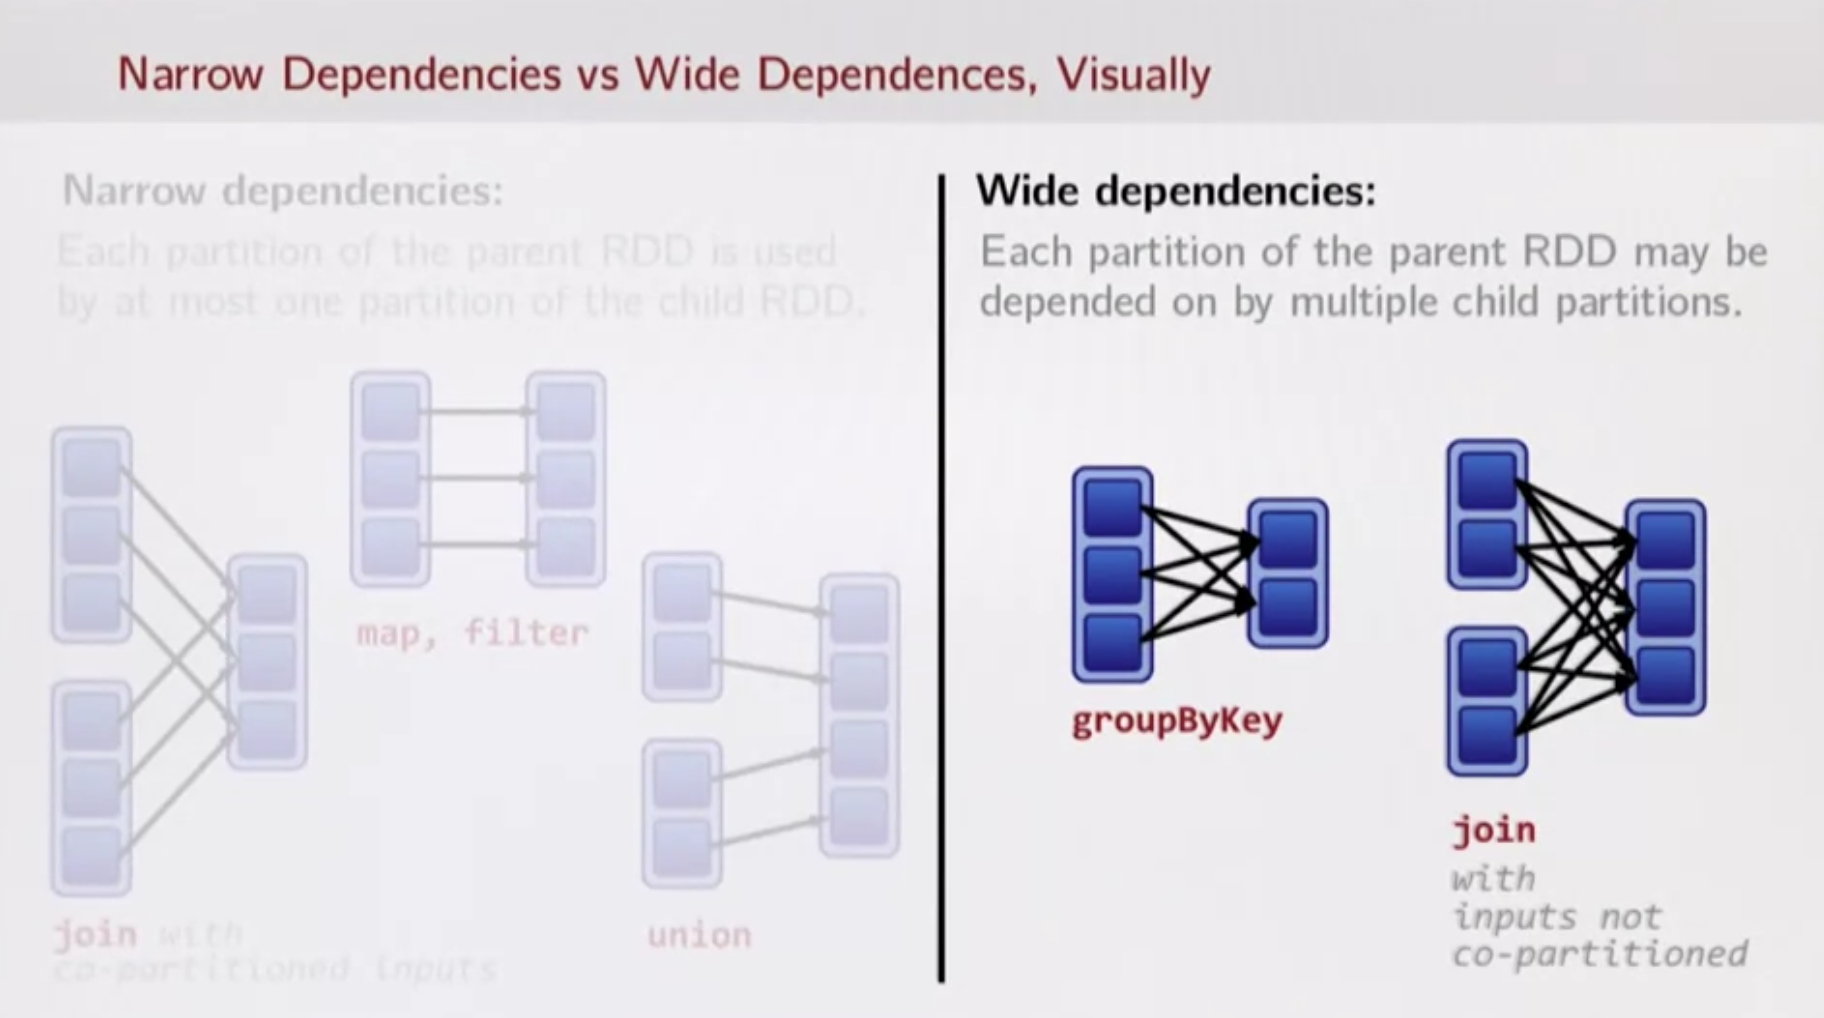 Narrow Dependencies vs Wide Dependences, Visually
Narrow dependencies:
Each partition of the parent RDD is used
by at most one partition of the child RDD.
map, filter
join with
co-partitioned inputs
union
Wide dependencies:
Each partition of the parent RDD may be
depended on by multiple child partitions.
groupByKey
join
with
inputs not
co-partitioned